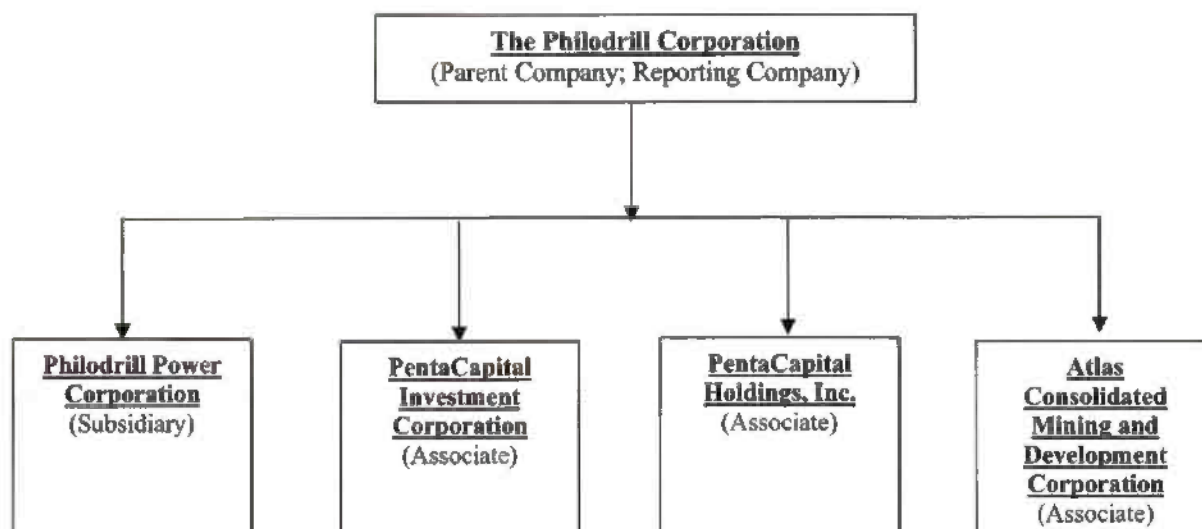 The Philodrill Corporation
(Parent Company; Reporting Company)
Philodrill Power
Corporation
(Subsidiary)
PentaCapital
Investment
Corporation
(Associate)
PentaCapital
Holdings, Inc.
(Associate)
Atlas
Consolidated
Mining and
Development
Corporation
(Associate)